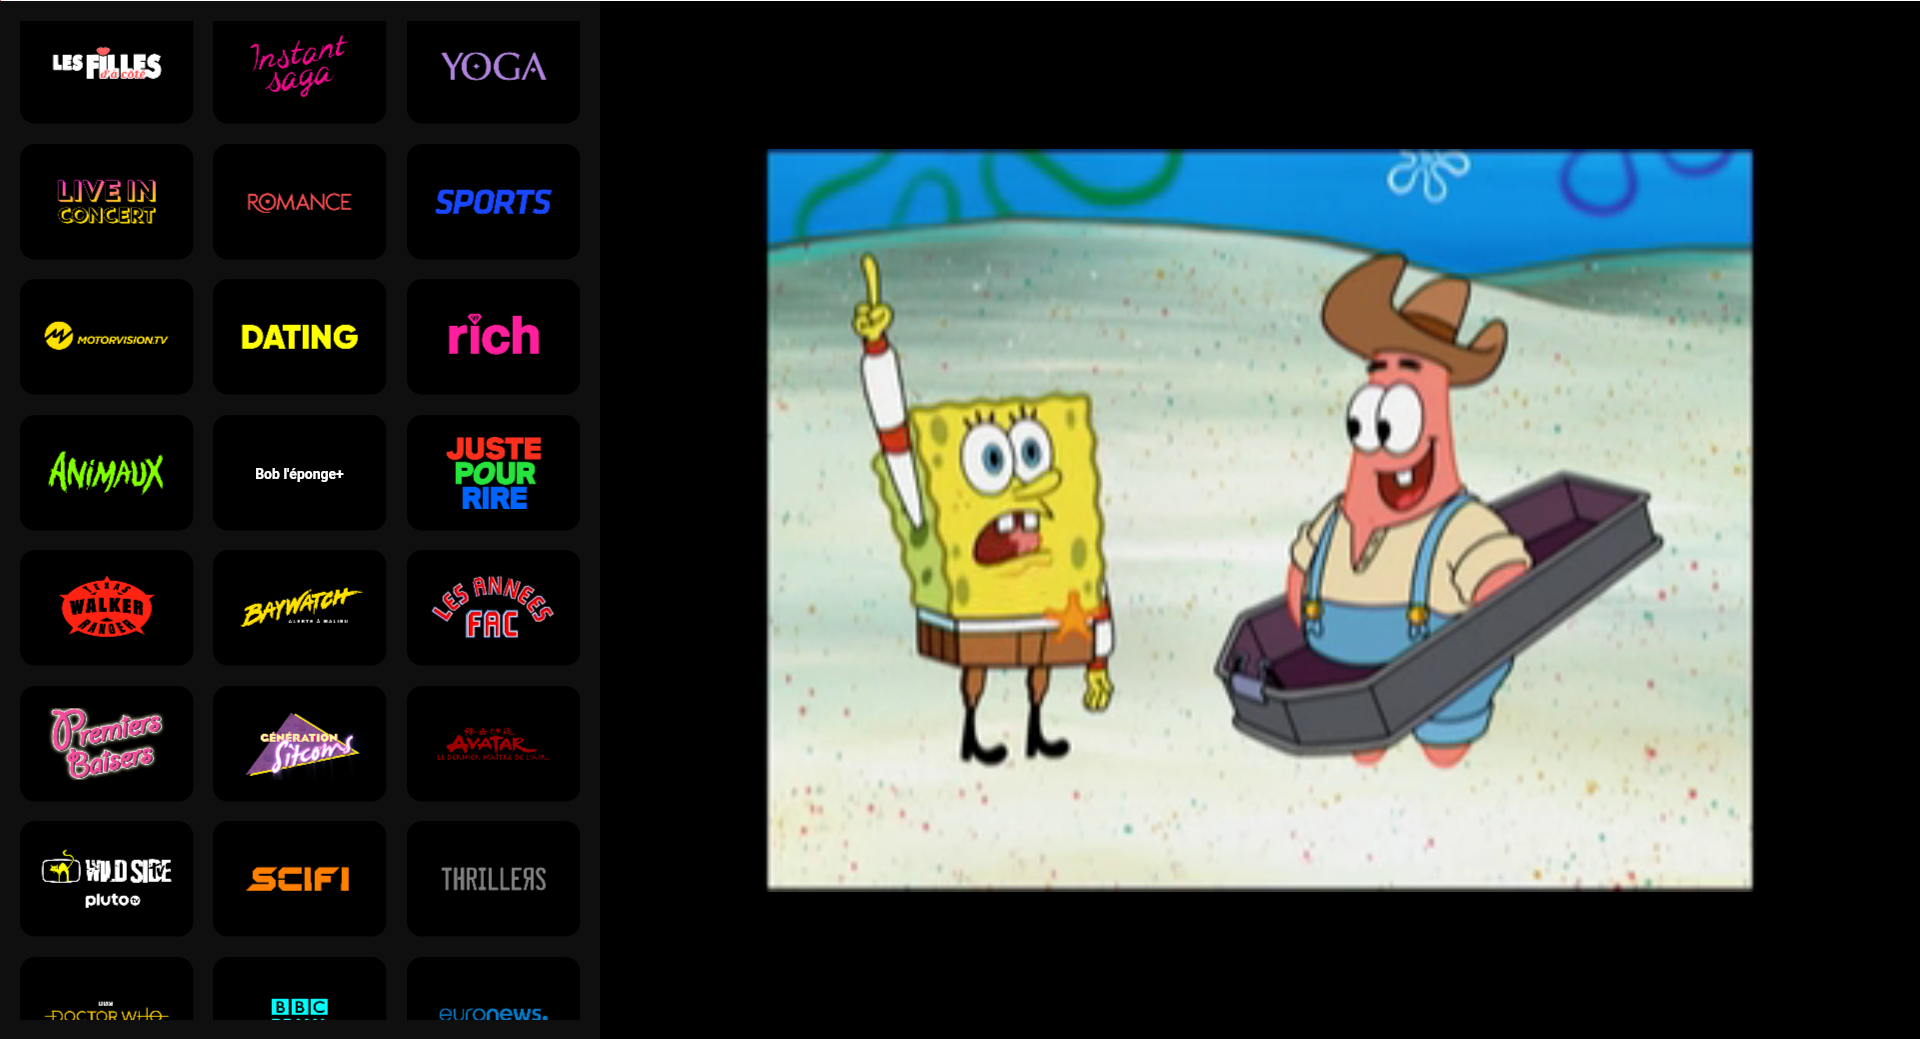 LES FILLES
d'à côté
Instant
saga
YOGA
LIVE IN
CONCERT
ROMANCE
SPORTS
MOTORVISION.TV
DATING
rich
ANiMAUX
Bob l'éponge+
JUSTE
POUR
RIRE
TEXAS
WALKER
RANGER
BAYWATCH
ALERTE À MALIBU
LES ANNEES
FAC
Premiers
Baisers
GÉNÉRATION
Sitcoms
AVATAR
LE DERNIER MAÎTRE DE L'AIR
WILD SIDE
pluto tv
SCIFI
THRILLERS
DOCTOR WHO
BBC
euronews.